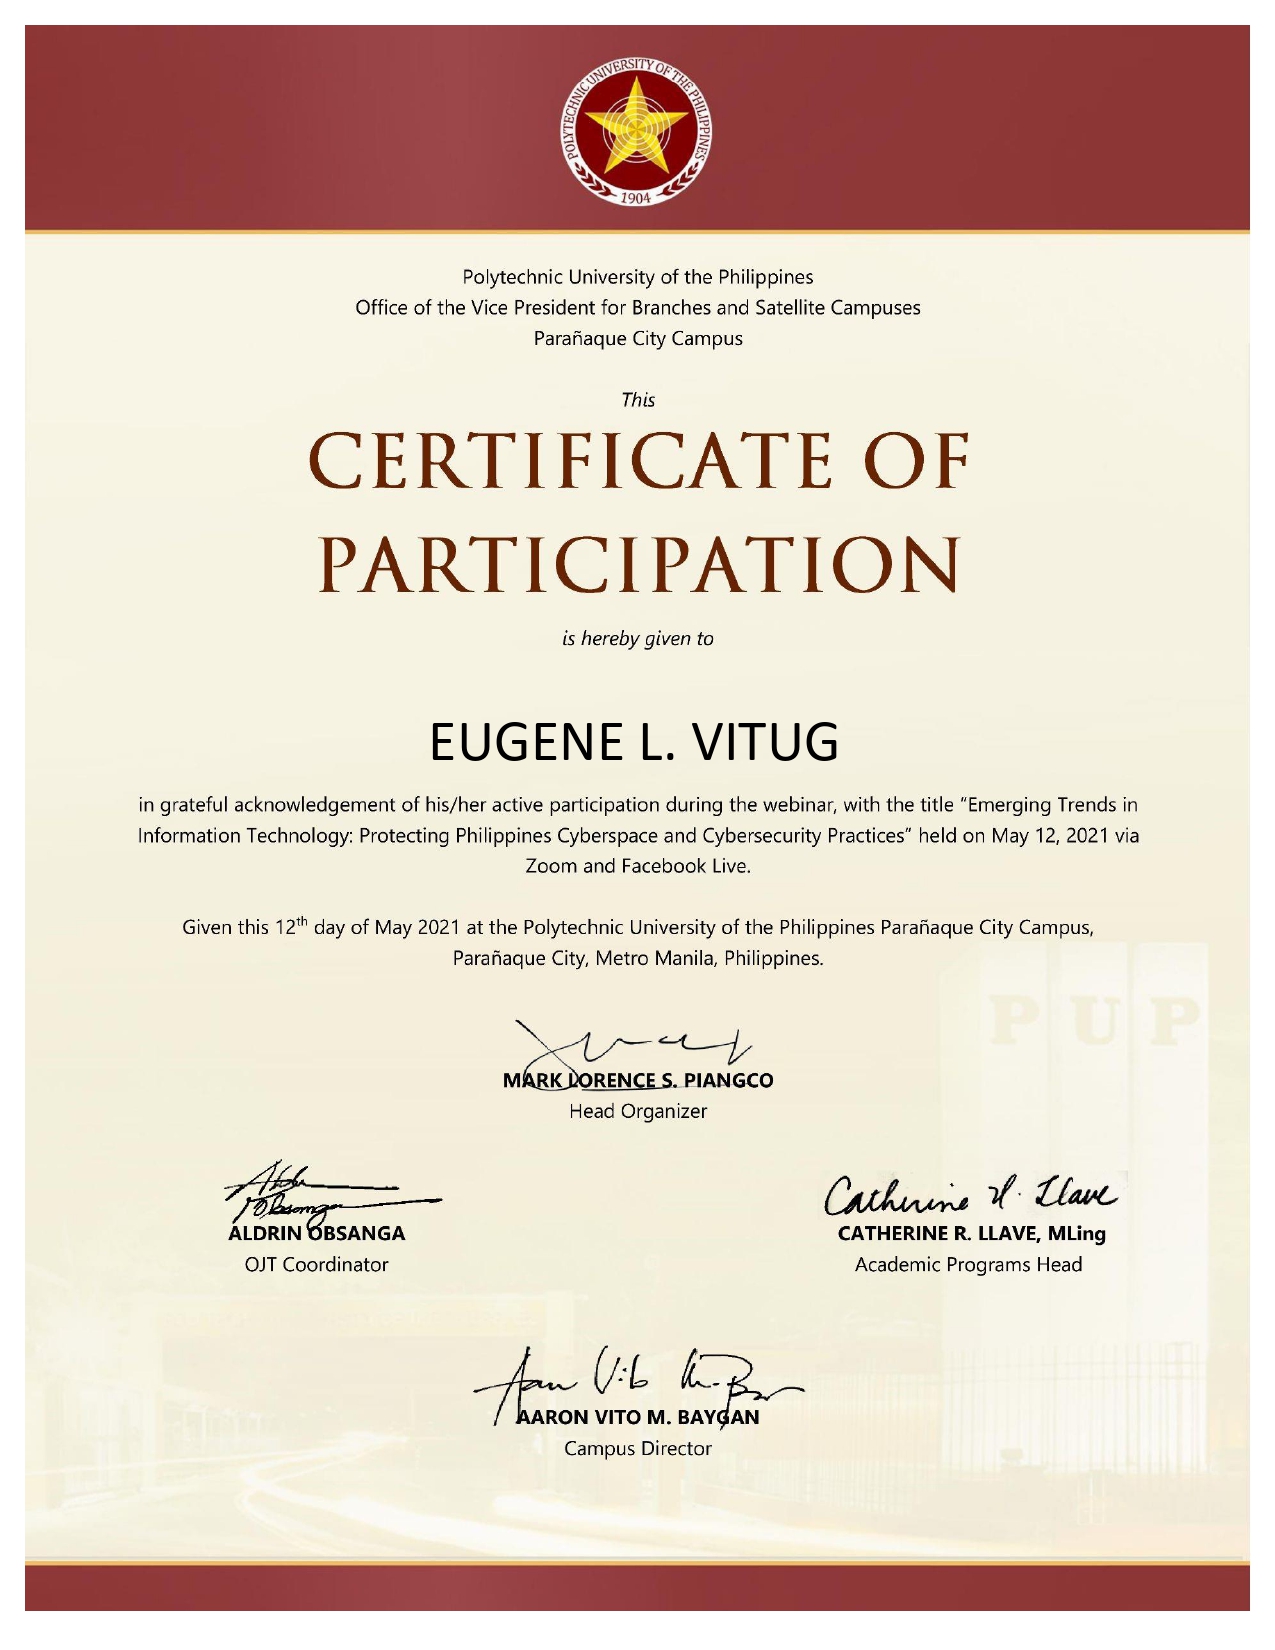 POLYTECHNIC UNIVERSITY OF THE PHILIPPINES
1904
Polytechnic University of the Philippines
Office of the Vice President for Branches and Satellite Campuses
Parañaque City Campus
This
CERTIFICATE OF
PARTICIPATION
is hereby given to
EUGENE L. VITUG
in grateful acknowledgement of his/her active participation during the webinar, with the title “Emerging Trends in
Information Technology: Protecting Philippines Cyberspace and Cybersecurity Practices” held on May 12, 2021 via
Zoom and Facebook Live.
Given this 12th day of May 2021 at the Polytechnic University of the Philippines Parañaque City Campus,
Parañaque City, Metro Manila, Philippines.
PUP
MARK LORENCE S. PIANGCO
Head Organizer
Catherine R. Llave
ALDRIN OBSANGA
CATHERINE R. LLAVE, MLing
OJT Coordinator
Academic Programs Head
AARON VITO M. BAYGAN
Campus Director